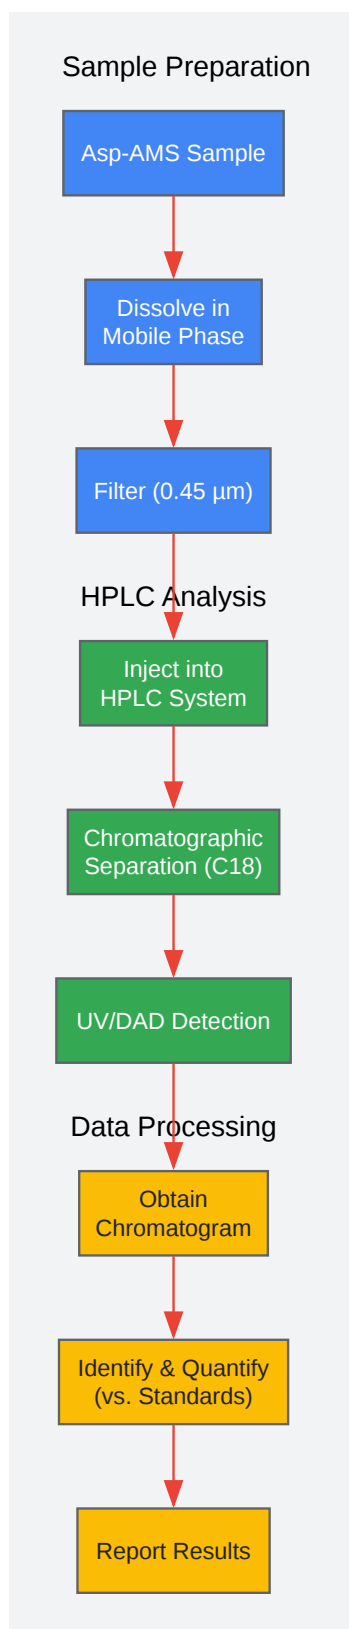 Sample Preparation
Asp-AMS Sample
Dissolve in
Mobile Phase
Filter (0.45 µm)
HPLC Analysis
Inject into
HPLC System
Chromatographic
Separation (C18)
UV/DAD Detection
Data Processing
Obtain
Chromatogram
Identify & Quantify
(vs. Standards)
Report Results